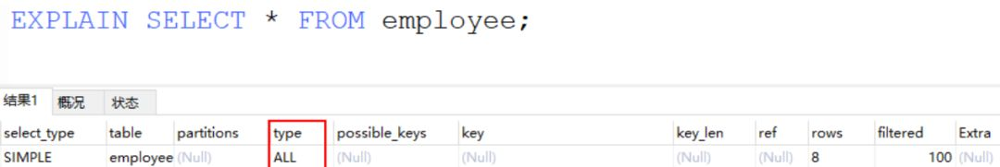 EXPLAIN SELECT * FROM employee;
结果1 概况 状态
select_type table partitions type possible_keys key key_len ref rows filtered Extra
SIMPLE employee (Null) ALL (Null) (Null) (Null) (Null) 8 100 (Null)